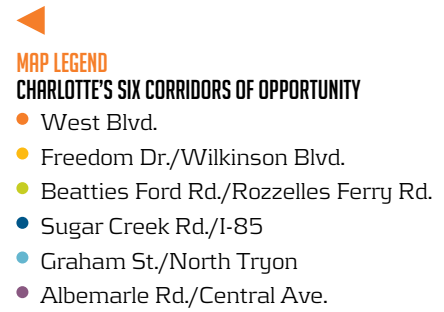 MAP LEGEND
CHARLOTTE'S SIX CORRIDORS OF OPPORTUNITY
West Blvd.
Freedom Dr./Wilkinson Blvd.
Beatties Ford Rd./Rozzelles Ferry Rd.
Sugar Creek Rd./I-85
Graham St./North Tryon
Albemarle Rd./Central Ave.